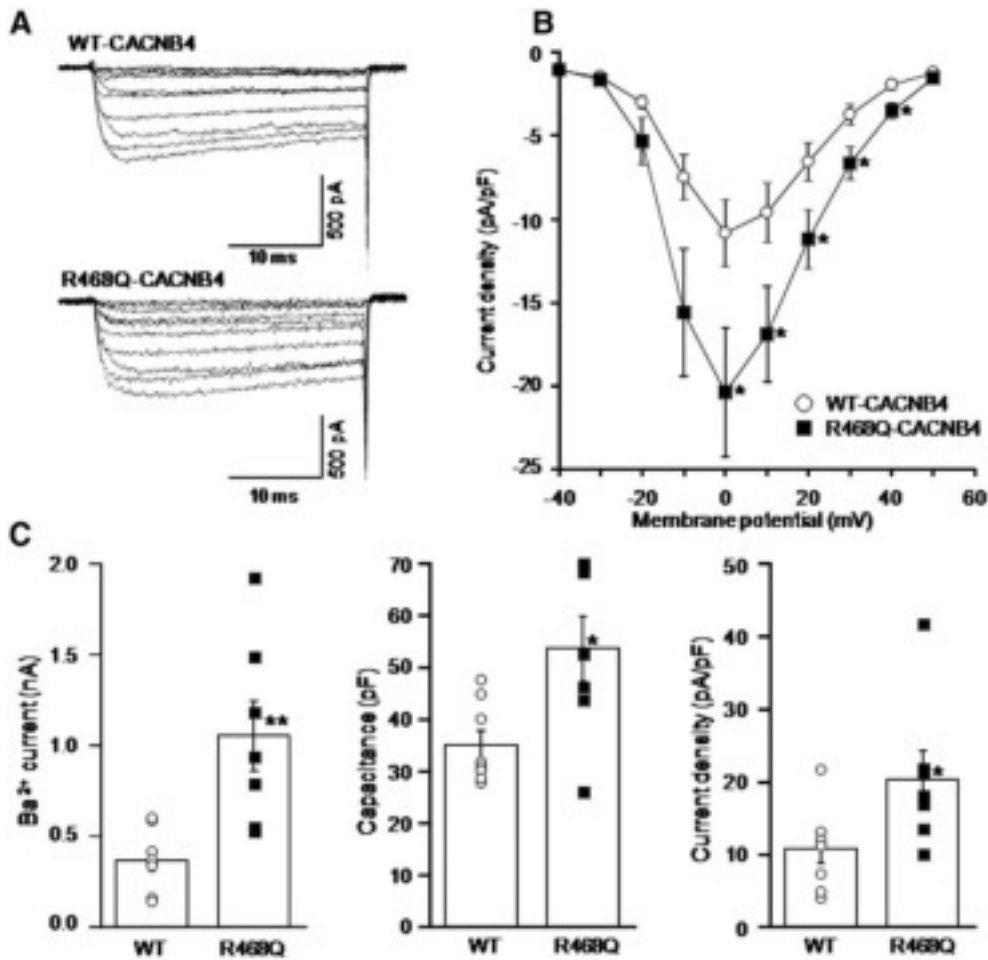 A
WT-CACNB4
500 pA
10 ms
R468Q-CACNB4
500 pA
10 ms
B
0
-5
-10
-15
-20
-25
Current density (pA/pF)
WT-CACNB4
R468Q-CACNB4
-40 -20 0 20 40 60
Membrane potential (mV)
* * * * *
C
2.0
1.5
1.0
0.5
0.0
Ba²⁺ current (nA)
**
WT R468Q
70
60
50
40
30
20
10
0
Capacitance (pF)
*
WT R468Q
50
40
30
20
10
0
Current density (pA/pF)
*
WT R468Q